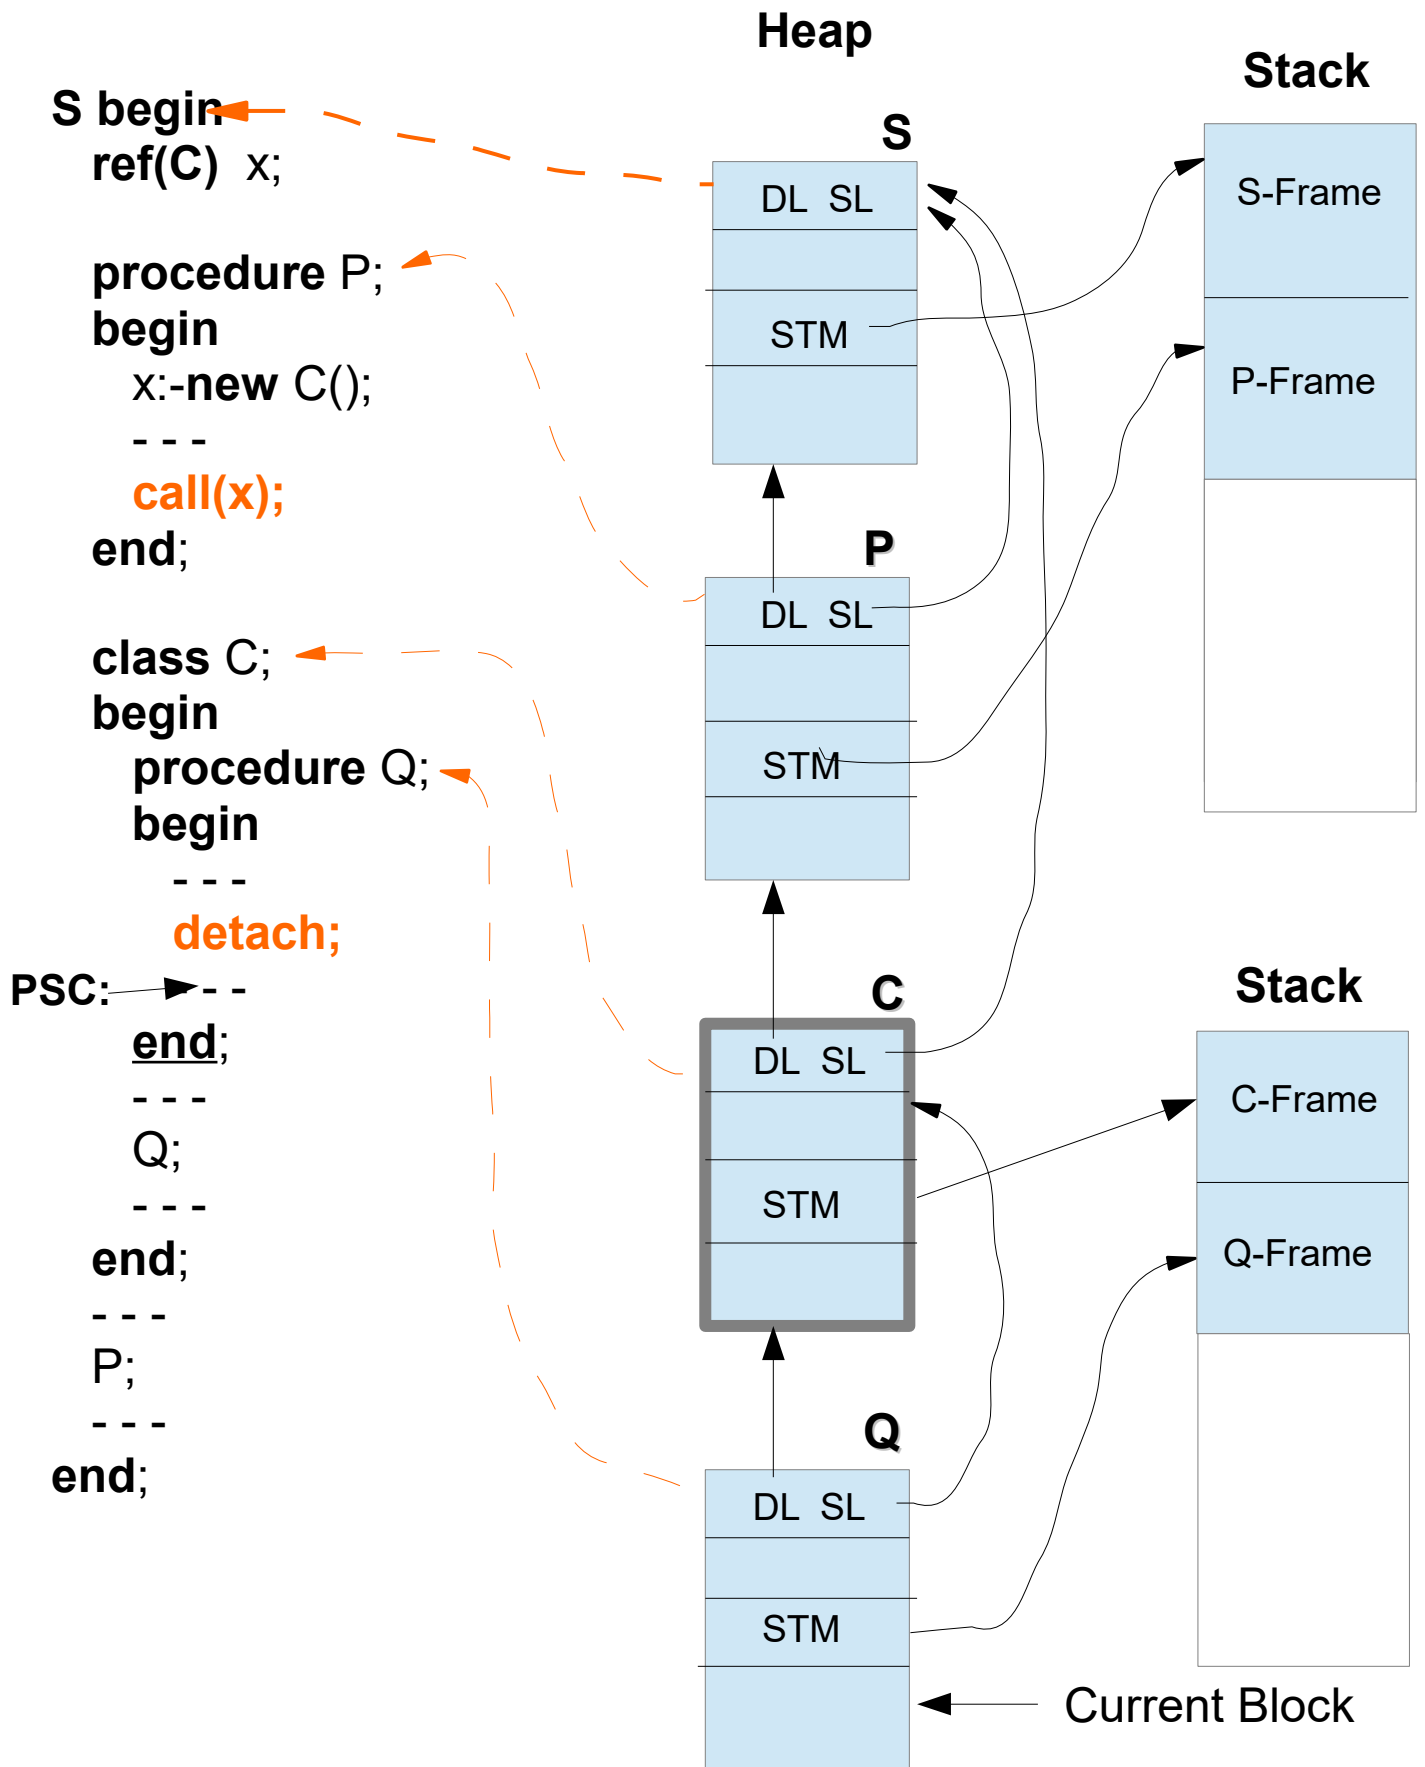 Heap
Stack
S begin
ref(C) x;
procedure P;
begin
x:-new C();
- - -
call(x);
end;
class C;
begin
procedure Q;
begin
- - -
detach;
PSC: - - -
end;
- - -
Q;
- - -
end;
- - -
P;
- - -
end;
S
DL SL
STM
P
DL SL
STM
C
DL SL
STM
Q
DL SL
STM
Current Block
S-Frame
P-Frame
Stack
C-Frame
Q-Frame